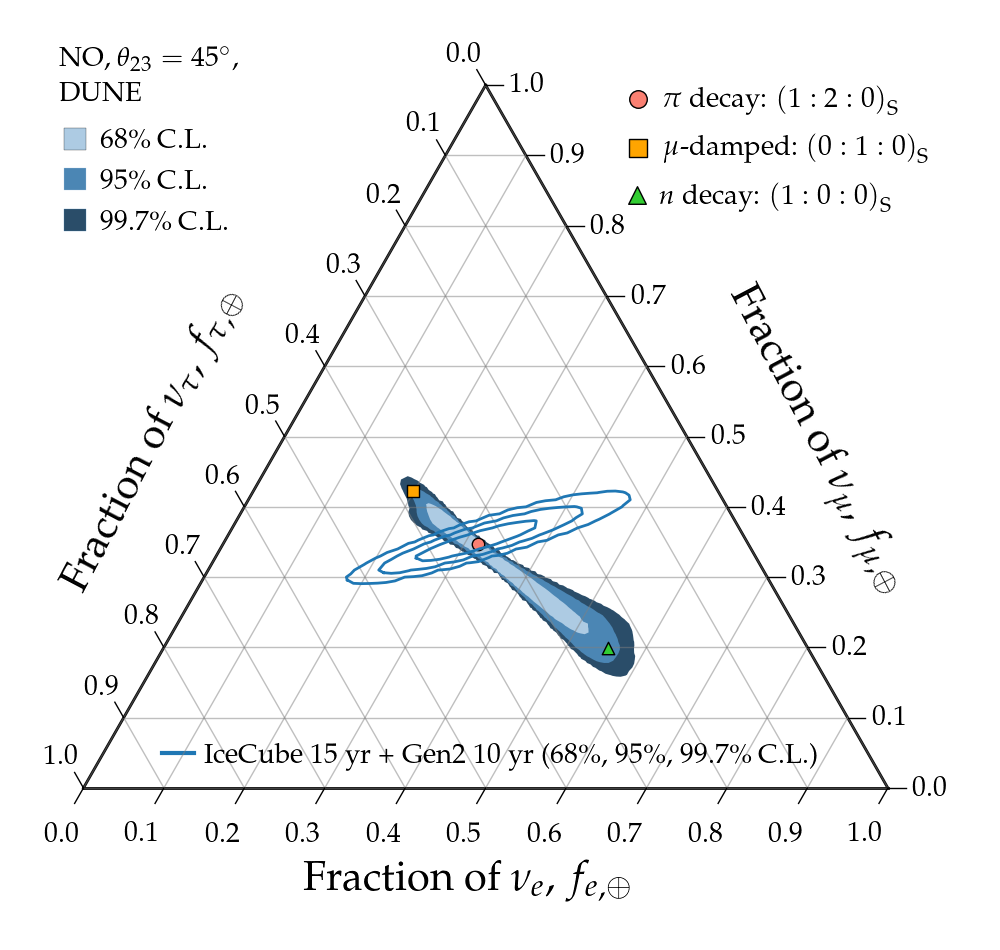 NO, θ₂₃ = 45°,
DUNE
68% C.L.
95% C.L.
99.7% C.L.
π decay: (1 : 2 : 0)S
μ-damped: (0 : 1 : 0)S
n decay: (1 : 0 : 0)S
Fraction of ντ, fτ,⊕
0.0
0.1
0.2
0.3
0.4
0.5
0.6
0.7
0.8
0.9
1.0
Fraction of νμ, fμ,⊕
1.0
0.9
0.8
0.7
0.6
0.5
0.4
0.3
0.2
0.1
0.0
IceCube 15 yr + Gen2 10 yr (68%, 95%, 99.7% C.L.)
0.0 0.1 0.2 0.3 0.4 0.5 0.6 0.7 0.8 0.9 1.0
Fraction of νe, fe,⊕